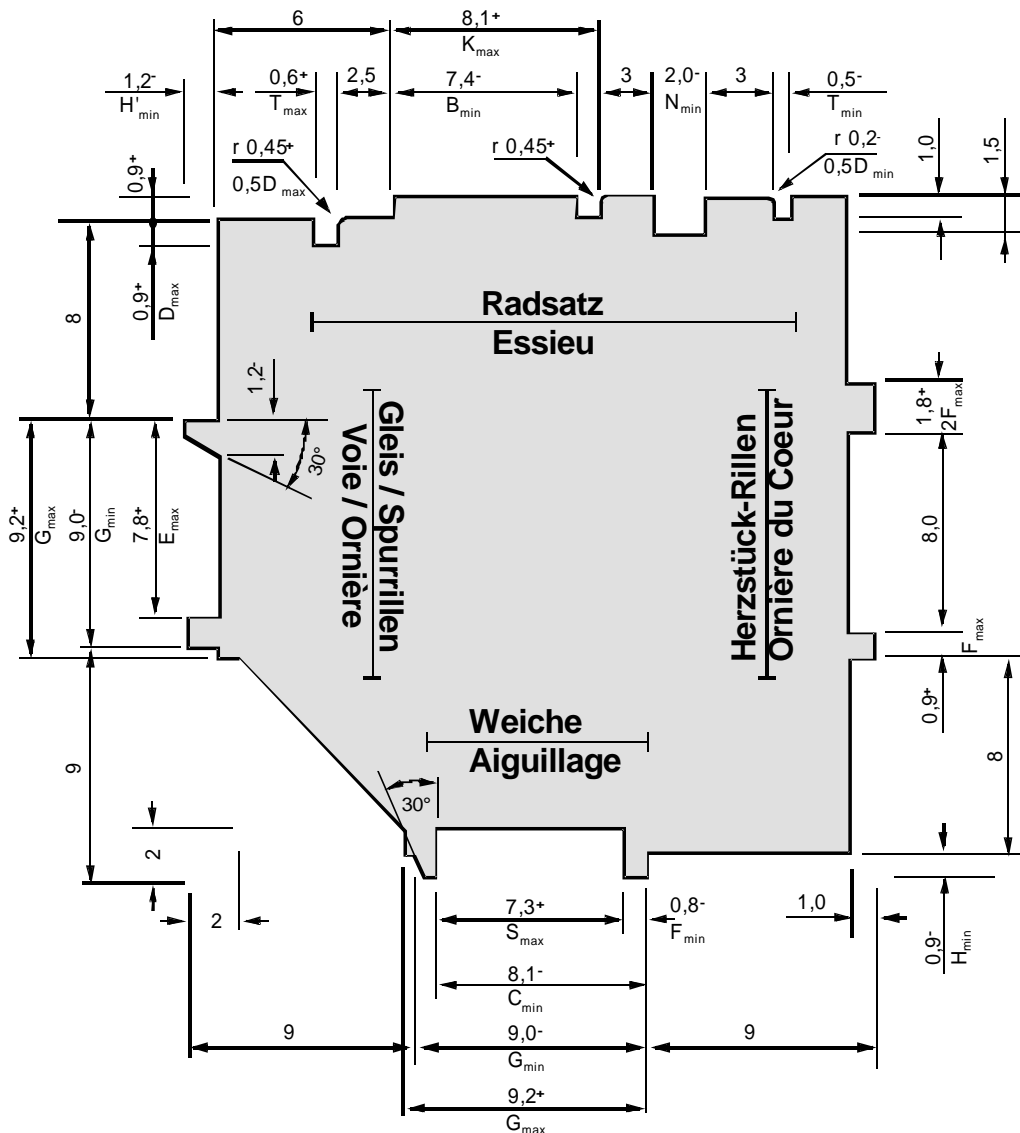 6
8,1+
Kmax
1,2-
H'min
0,6+
Tmax
2,5
7,4-
Bmin
3
2,0-
Nmin
3
0,5-
Tmin
r 0,45+
0,5Dmax
r 0,45+
r 0,2-
0,5Dmin
1,0
1,5
0,9+
0,9+
Dmax
8
Radsatz
Essieu
1,2-
30°
Gleis / Spurrillen
Voie / Ornière
Herzstück-Rillen
Ornière du Coeur
1,8+
2Fmax
8,0
Fmax
0,9+
8
9,2+
Gmax
9,0-
Gmin
7,8+
Emax
9
2
2
Weiche
Aiguillage
30°
7,3+
Smax
0,8-
Fmin
1,0
0,9-
Hmin
8,1-
Cmin
9
9,0-
Gmin
9
9,2+
Gmax